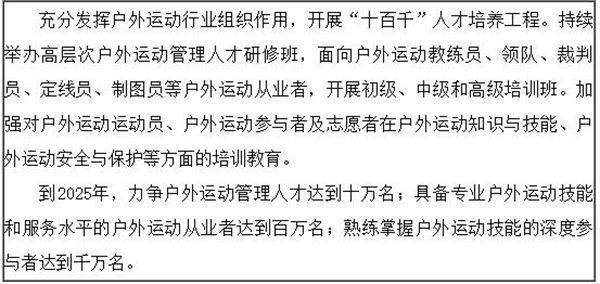 充分发挥户外运动行业组织作用，开展“十百千”人才培养工程。持续
举办高层次户外运动管理人才研修班，面向户外运动教练员、领队、裁判
员、定线员、制图员等户外运动从业者，开展初级、中级和高级培训班。加
强对户外运动运动员、户外运动参与者及志愿者在户外运动知识与技能、户
外运动安全与保护等方面的培训教育。
到2025年，力争户外运动管理人才达到十万名；具备专业户外运动技能
和服务水平的户外运动从业者达到百万名；熟练掌握户外运动技能的深度参
与者达到千万名。